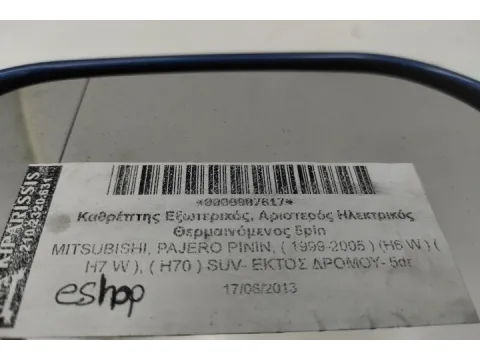 *0000007617*
Καθρέπτης Εξωτερικός, Αριστερός Ηλεκτρικός
Θερμαινόμενος 5pin
MITSUBISHI, PAJERO PININ, ( 1999-2005 ) (H6 W ) (
H7 W ), ( H70 ) SUV- ΕΚΤΟΣ ΔΡΟΜΟΥ- 5dr
17/06/2013
eshop